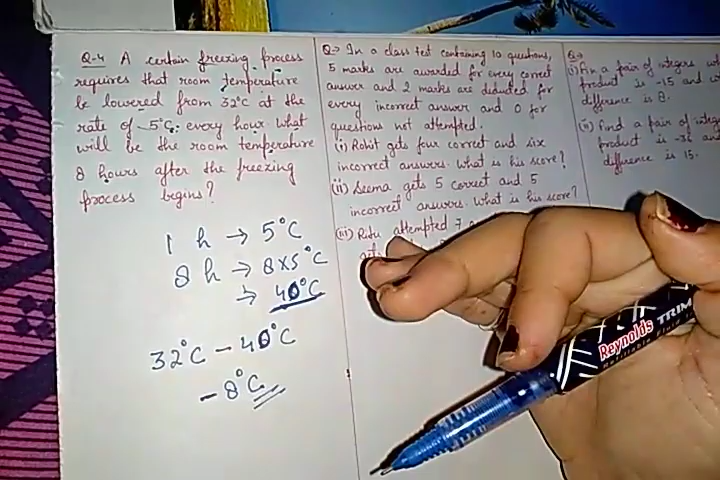 Q-4 A certain freezing process
requires that room temperature
be lowered from 32°C at the
rate of 5°C every hour. What
will be the room temperature
8 hours after the freezing
process begins?
1 h → 5°C
8 h → 8×5°C
→ 40°C
32°C - 40°C
- 8°C
Q→ In a class test containing 10 questions,
5 marks are awarded for every correct
answer and 2 marks are deducted for
every incorrect answer and 0 for
questions not attempted.
(i) Rohit gets four correct and six
incorrect answers. What is his score?
(ii) Seema gets 5 correct and 5
incorrect answers. What is his score?
(iii) Ritu attempted 7
Q→
(i) Find a pair of integers
product is -15 and
difference is 8.
(ii) Find a pair of
product is -36 and
difference is 15.
Reynolds TRIM